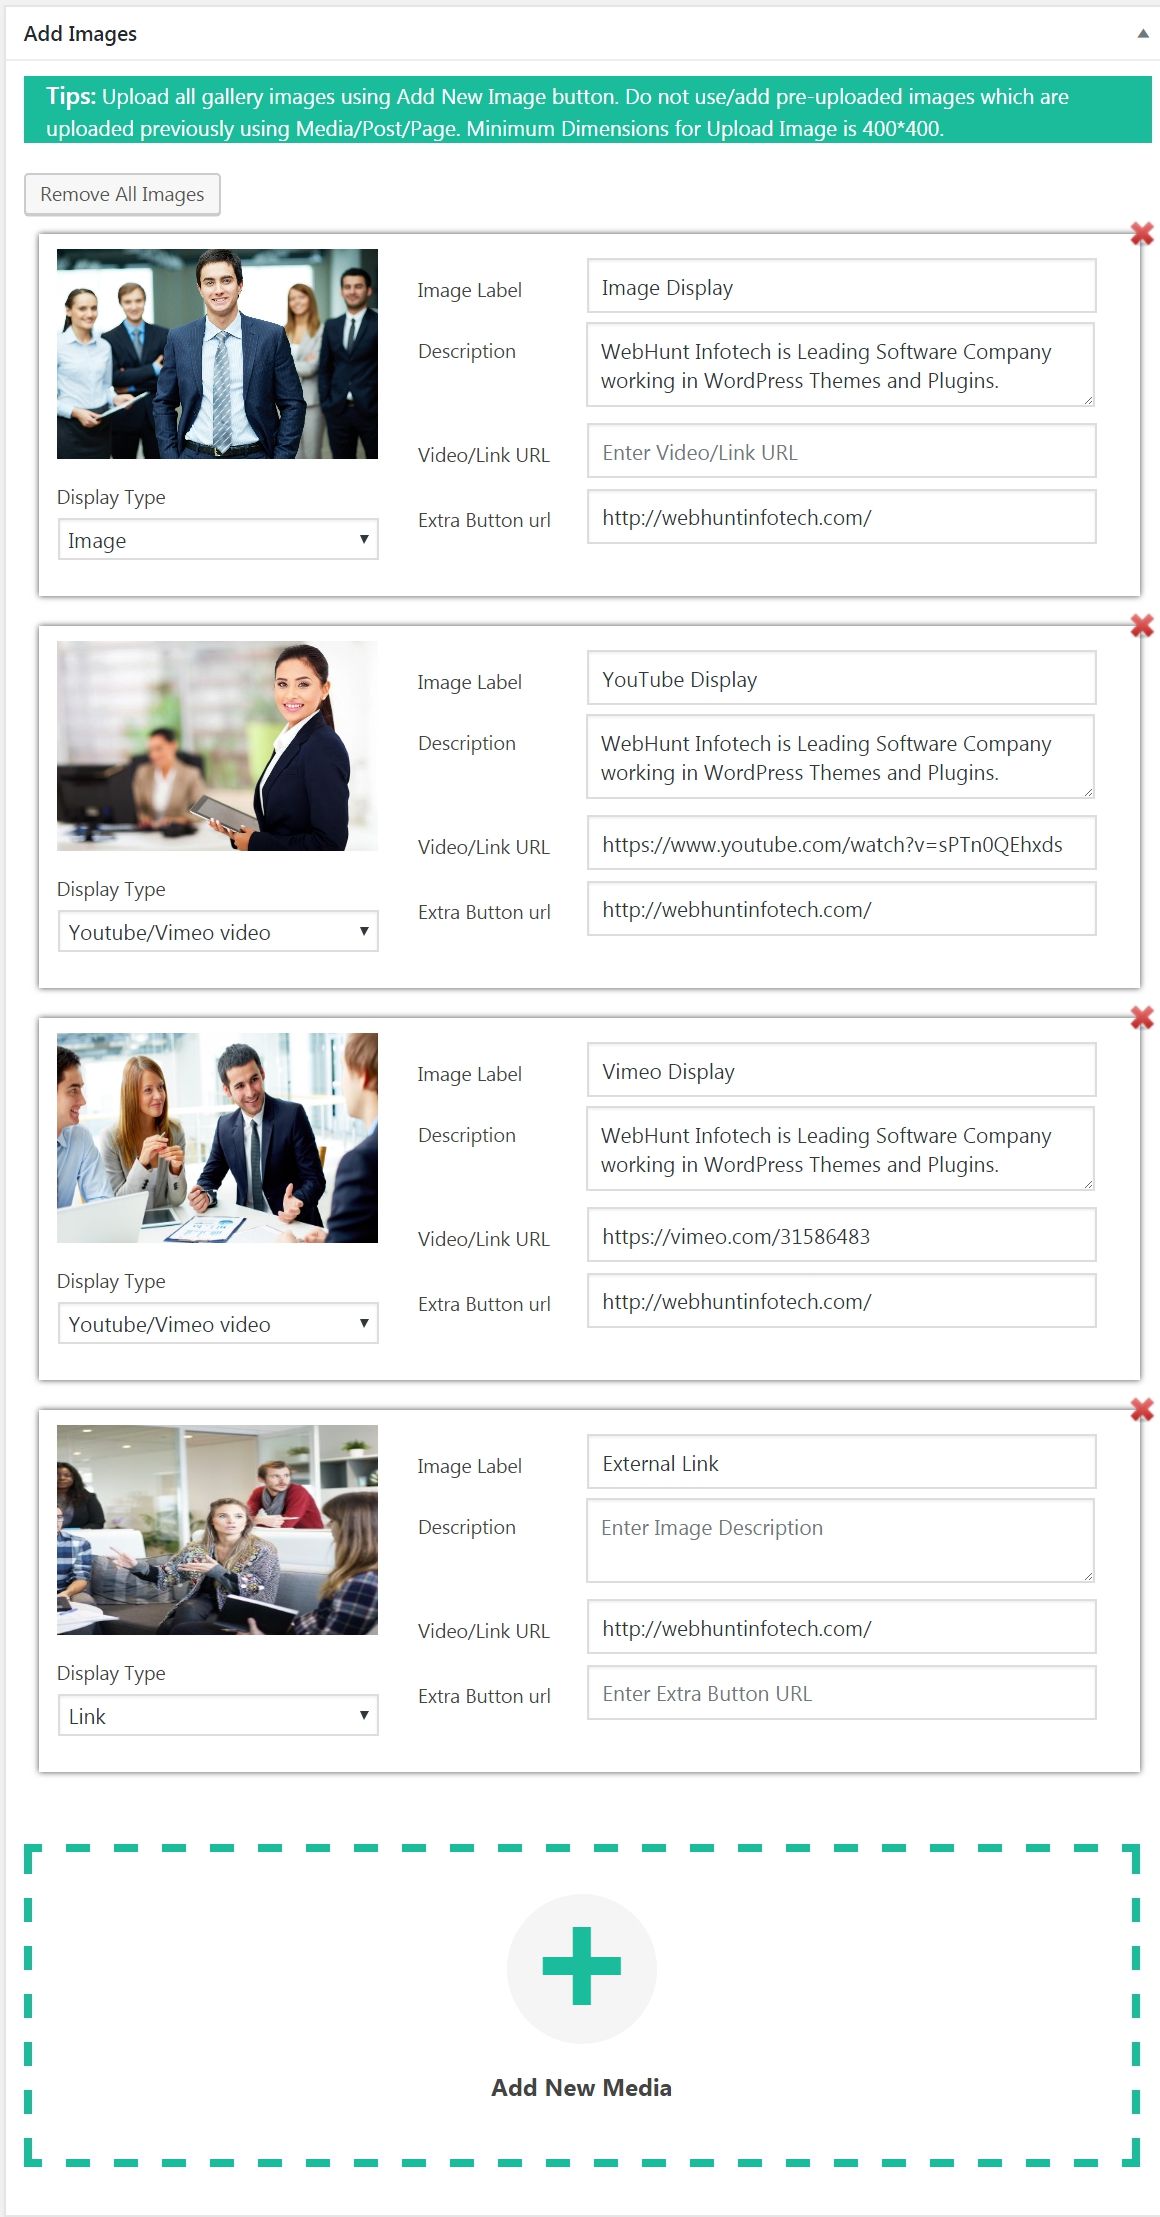 Add Images
Tips: Upload all gallery images using Add New Image button. Do not use/add pre-uploaded images which are
uploaded previously using Media/Post/Page. Minimum Dimensions for Upload Image is 400*400.
Remove All Images
Image Label
Image Display
Description
WebHunt Infotech is Leading Software Company
working in WordPress Themes and Plugins.
Video/Link URL
Enter Video/Link URL
Extra Button url
http://webhuntinfotech.com/
Display Type
Image
Image Label
YouTube Display
Description
WebHunt Infotech is Leading Software Company
working in WordPress Themes and Plugins.
Video/Link URL
https://www.youtube.com/watch?v=sPTn0QEhxds
Extra Button url
http://webhuntinfotech.com/
Display Type
Youtube/Vimeo video
Image Label
Vimeo Display
Description
WebHunt Infotech is Leading Software Company
working in WordPress Themes and Plugins.
Video/Link URL
https://vimeo.com/31586483
Extra Button url
http://webhuntinfotech.com/
Display Type
Youtube/Vimeo video
Image Label
External Link
Description
Enter Image Description
Video/Link URL
http://webhuntinfotech.com/
Extra Button url
Enter Extra Button URL
Display Type
Link
Add New Media